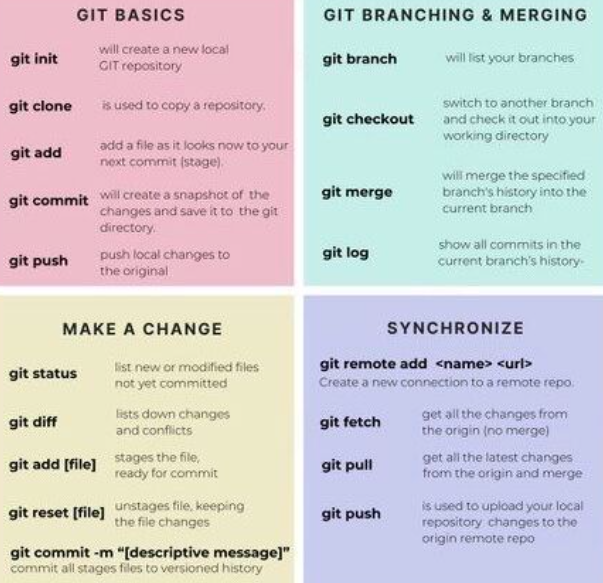 GIT BASICS
git init will create a new local
GIT repository
git clone is used to copy a repository.
git add add a file as it looks now to your
next commit (stage).
git commit will create a snapshot of the
changes and save it to the git
directory.
git push push local changes to
the original
GIT BRANCHING & MERGING
git branch will list your branches
git checkout switch to another branch
and check it out into your
working directory
git merge will merge the specified
branch's history into the
current branch
git log show all commits in the
current branch's history-
MAKE A CHANGE
git status list new or modified files
not yet committed
git diff lists down changes
and conflicts
git add [file] stages the file,
ready for commit
git reset [file] unstages file, keeping
the file changes
git commit -m “[descriptive message]”
commit all stages files to versioned history
SYNCHRONIZE
git remote add <name> <url>
Create a new connection to a remote repo.
git fetch get all the changes from
the origin (no merge)
git pull get all the latest changes
from the origin and merge
git push is used to upload your local
repository changes to the
origin remote repo